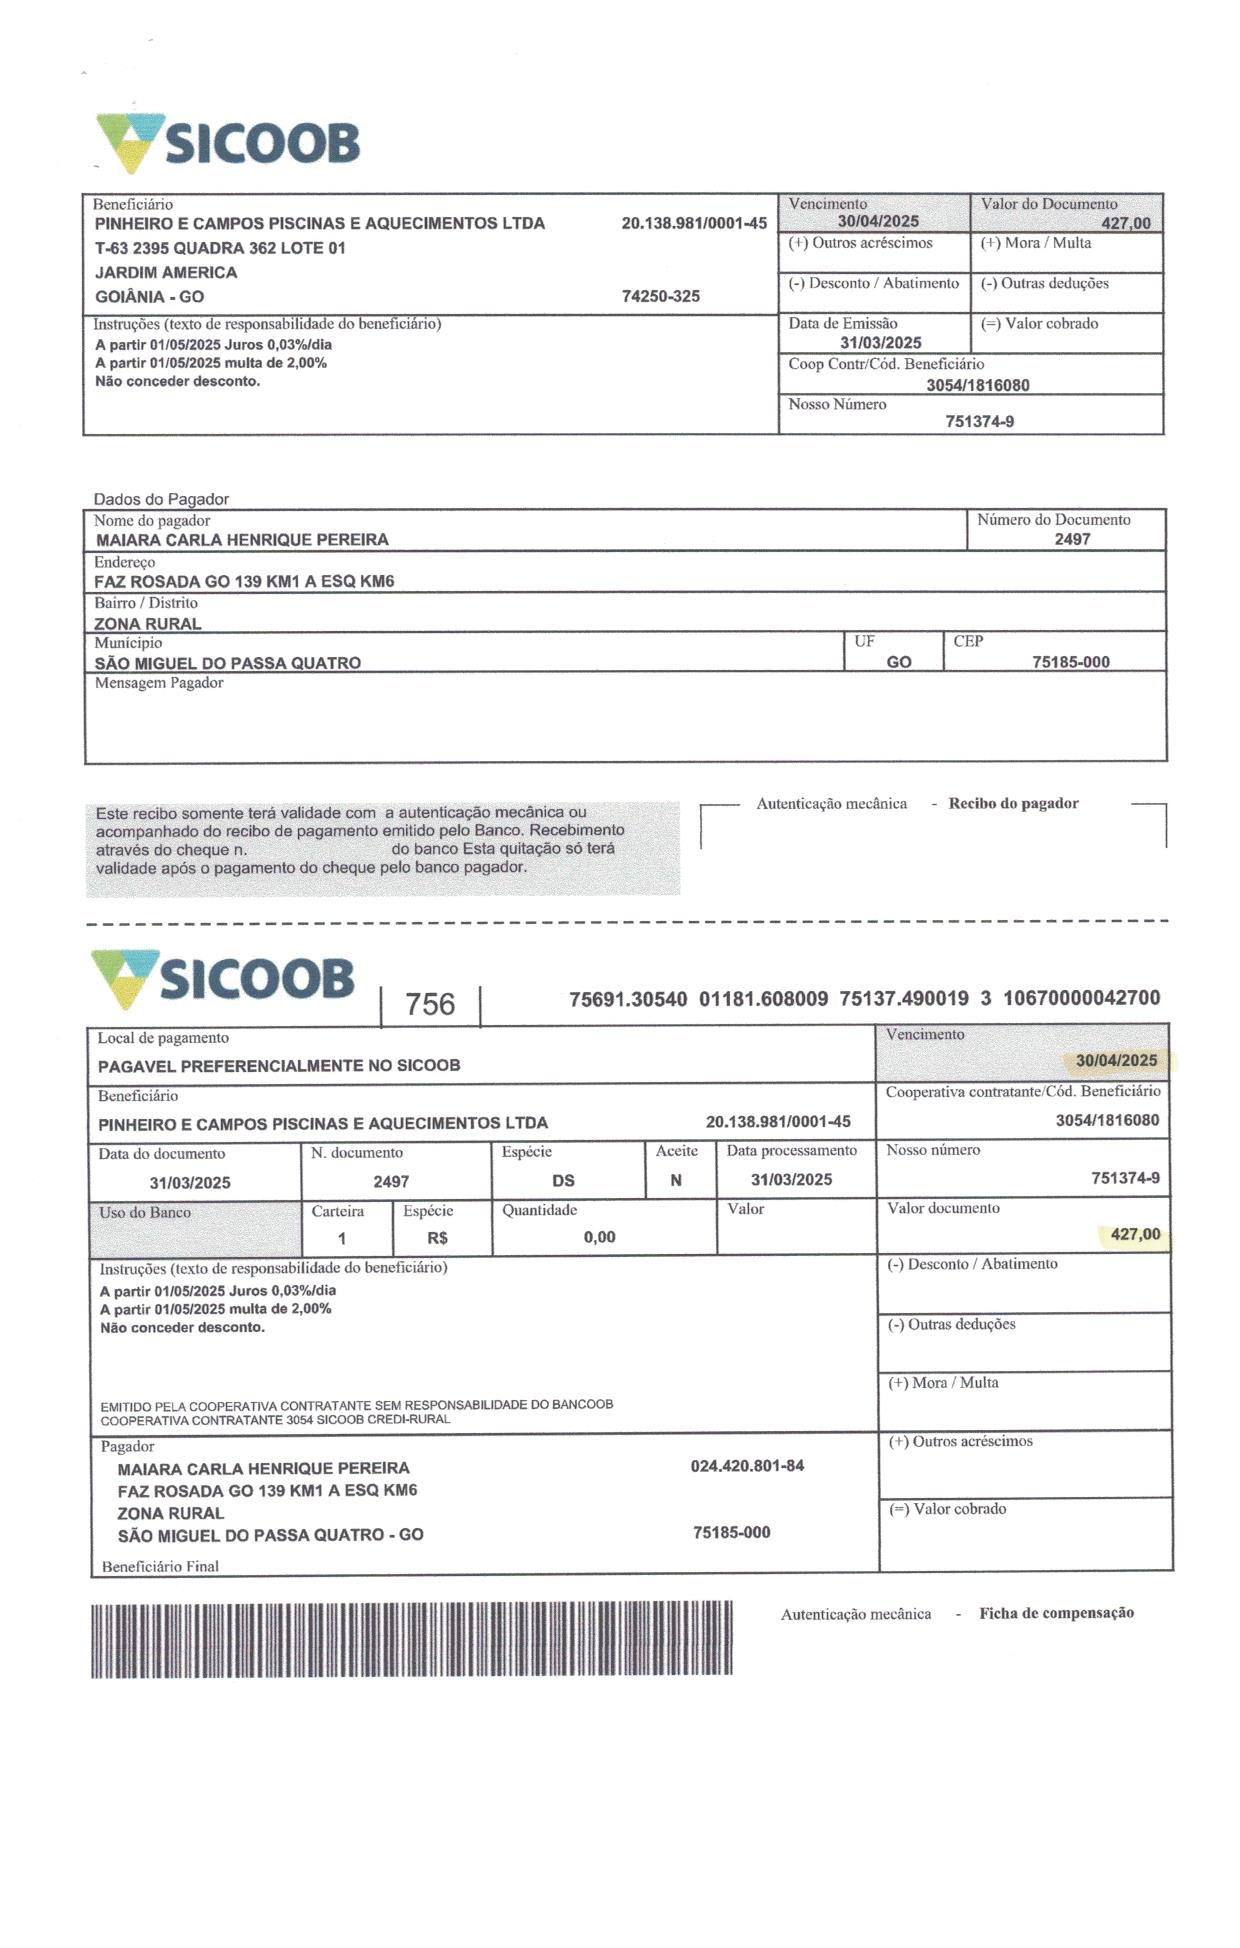 SICOOB
Beneficiário
PINHEIRO E CAMPOS PISCINAS E AQUECIMENTOS LTDA 20.138.981/0001-45
T-63 2395 QUADRA 362 LOTE 01
JARDIM AMERICA
GOIÂNIA - GO 74250-325
Vencimento Valor do Documento
30/04/2025 427,00
(+) Outros acréscimos (+) Mora / Multa
(-) Desconto / Abatimento (-) Outras deduções
Instruções (texto de responsabilidade do beneficiário)
A partir 01/05/2025 Juros 0,03%/dia
A partir 01/05/2025 multa de 2,00%
Não conceder desconto.
Data de Emissão (=) Valor cobrado
31/03/2025
Coop Contr/Cód. Beneficiário
3054/1816080
Nosso Número
751374-9
Dados do Pagador
Nome do pagador Número do Documento
MAIARA CARLA HENRIQUE PEREIRA 2497
Endereço
FAZ ROSADA GO 139 KM1 A ESQ KM6
Bairro / Distrito
ZONA RURAL
Município UF CEP
SÃO MIGUEL DO PASSA QUATRO GO 75185-000
Mensagem Pagador
Este recibo somente terá validade com a autenticação mecânica ou
acompanhado do recibo de pagamento emitido pelo Banco. Recebimento
através do cheque n. do banco Esta quitação só terá
validade após o pagamento do cheque pelo banco pagador.
Autenticação mecânica - Recibo do pagador
SICOOB 756 75691.30540 01181.608009 75137.490019 3 10670000042700
Local de pagamento Vencimento
PAGAVEL PREFERENCIALMENTE NO SICOOB 30/04/2025
Beneficiário Cooperativa contratante/Cód. Beneficiário
PINHEIRO E CAMPOS PISCINAS E AQUECIMENTOS LTDA 20.138.981/0001-45 3054/1816080
Data do documento N. documento Espécie Aceite Data processamento Nosso número
31/03/2025 2497 DS N 31/03/2025 751374-9
Uso do Banco Carteira Espécie Quantidade Valor Valor documento
1 R$ 0,00 427,00
Instruções (texto de responsabilidade do beneficiário)
A partir 01/05/2025 Juros 0,03%/dia
A partir 01/05/2025 multa de 2,00%
Não conceder desconto.
EMITIDO PELA COOPERATIVA CONTRATANTE SEM RESPONSABILIDADE DO BANCOOB
COOPERATIVA CONTRATANTE 3054 SICOOB CREDI-RURAL
(-) Desconto / Abatimento
(-) Outras deduções
(+) Mora / Multa
(+) Outros acréscimos
(=) Valor cobrado
Pagador
MAIARA CARLA HENRIQUE PEREIRA 024.420.801-84
FAZ ROSADA GO 139 KM1 A ESQ KM6
ZONA RURAL
SÃO MIGUEL DO PASSA QUATRO - GO 75185-000
Beneficiário Final
Autenticação mecânica - Ficha de compensação